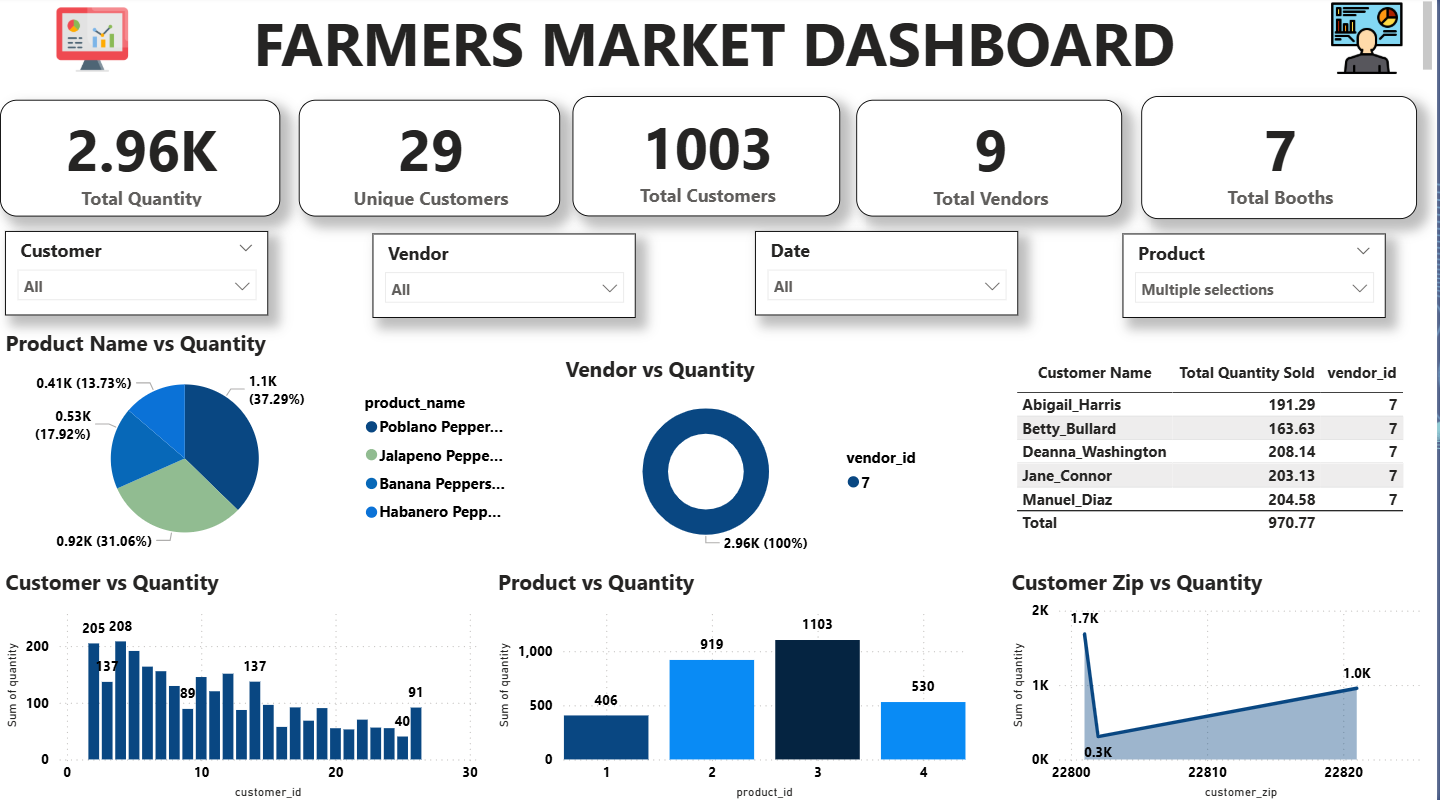 FARMERS MARKET DASHBOARD
2.96K
Total Quantity
29
Unique Customers
1003
Total Customers
9
Total Vendors
7
Total Booths
Customer
All
Vendor
All
Date
All
Product
Multiple selections
Product Name vs Quantity
0.41K (13.73%)
1.1K
(37.29%)
0.53K
(17.92%)
0.92K (31.06%)
product_name
Poblano Pepper...
Jalapeno Peppe...
Banana Peppers...
Habanero Pepp...
Vendor vs Quantity
2.96K (100%)
vendor_id
7
Customer Name Total Quantity Sold vendor_id
Abigail_Harris 191.29 7
Betty_Bullard 163.63 7
Deanna_Washington 208.14 7
Jane_Connor 203.13 7
Manuel_Diaz 204.58 7
Total 970.77
Customer vs Quantity
Sum of quantity
200
100
0
205 208
137
89
137
40
91
0 10 20 30
customer_id
Product vs Quantity
Sum of quantity
1,000
500
0
406
919
1103
530
1 2 3 4
product_id
Customer Zip vs Quantity
Sum of quantity
2K
1K
0K
1.7K
0.3K
1.0K
22800 22810 22820
customer_zip